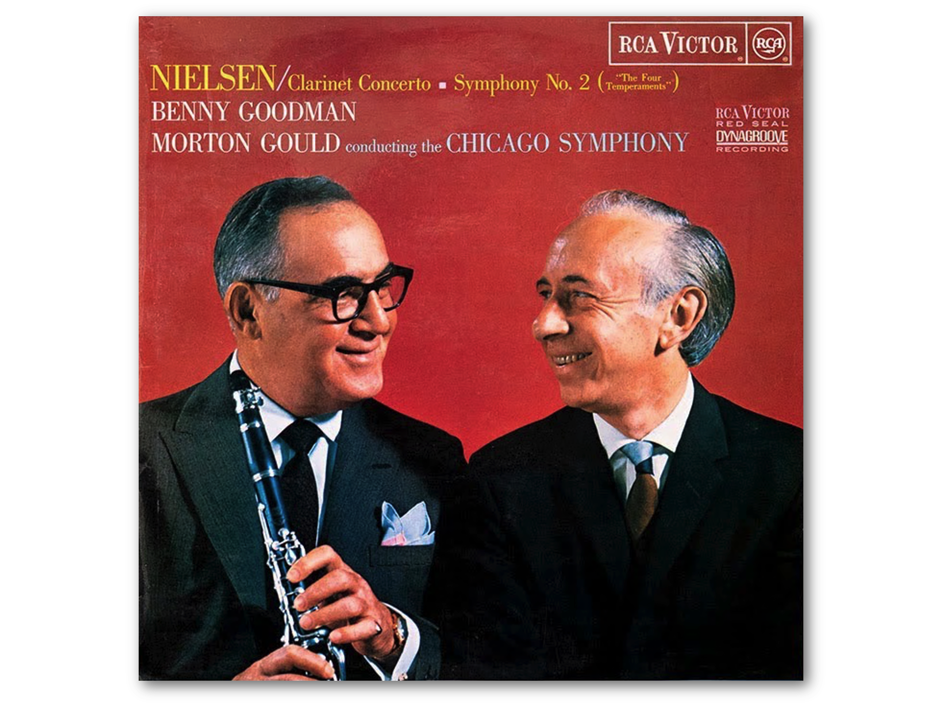 RCA VICTOR RCA
NIELSEN/Clarinet Concerto ▪ Symphony No. 2 ("The Four Temperaments")
BENNY GOODMAN
MORTON GOULD conducting the CHICAGO SYMPHONY
RCA VICTOR
RED SEAL
DYNAGROOVE
RECORDING